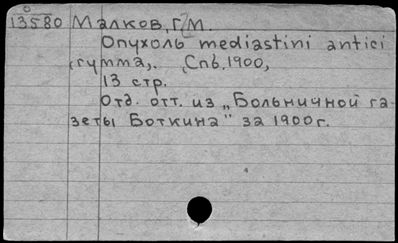 13580 Малков, Г. М.
Опухоль mediastini antici
(гумма). Спб, 1900,
13 стр.
Отд. отт. из „Больничной га-
зеты Боткина" за 1900 г.